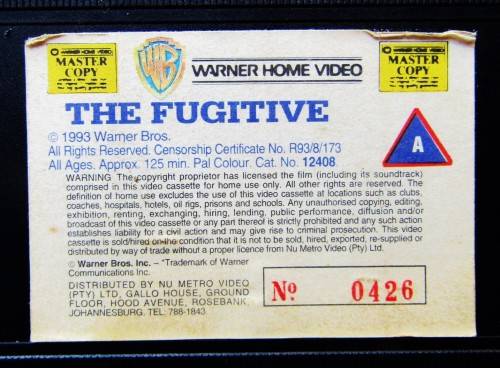 WARNER HOME VIDEO
MASTER
COPY
WB
WARNER HOME VIDEO
WARNER HOME VIDEO
MASTER
COPY
THE FUGITIVE
© 1993 Warner Bros.
All Rights Reserved. Censorship Certificate No. R93/8/173
All Ages. Approx. 125 min. Pal Colour. Cat. No. 12408.
A
WARNING The copyright proprietor has licensed the film (including its soundtrack)
comprised in this video cassette for home use only. All other rights are reserved. The
definition of home use excludes the use of this video cassette at locations such as clubs,
coaches, hospitals, hotels, oil rigs, prisons and schools. Any unauthorised copying, editing,
exhibition, renting, exchanging, hiring, lending, public performance, diffusion and/or
broadcast of this video cassette or any part thereof is strictly prohibited and any such action
establishes liability for a civil action and may give rise to criminal prosecution. This video
cassette is sold/hired on the condition that it is not to be sold, hired, exported, re-supplied or
distributed by way of trade without a proper licence from Nu Metro Video (Pty) Ltd.
© Warner Bros. Inc. – *Trademark of Warner
Communications Inc.
DISTRIBUTED BY NU METRO VIDEO
(PTY) LTD, GALLO HOUSE, GROUND
FLOOR, HOOD AVENUE, ROSEBANK,
JOHANNESBURG. TEL: 788-1843.
No 0426